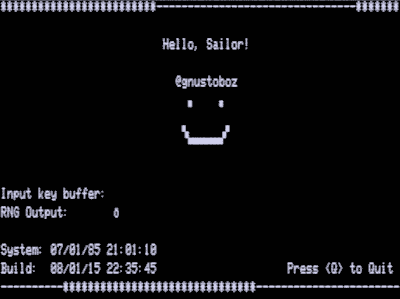 Hello, Sailor!
@gnustoboz
Input key buffer:
RNG Output: ð
System: 07/01/85 21:01:10
Build: 08/01/15 22:35:45
Press <Q> to Quit